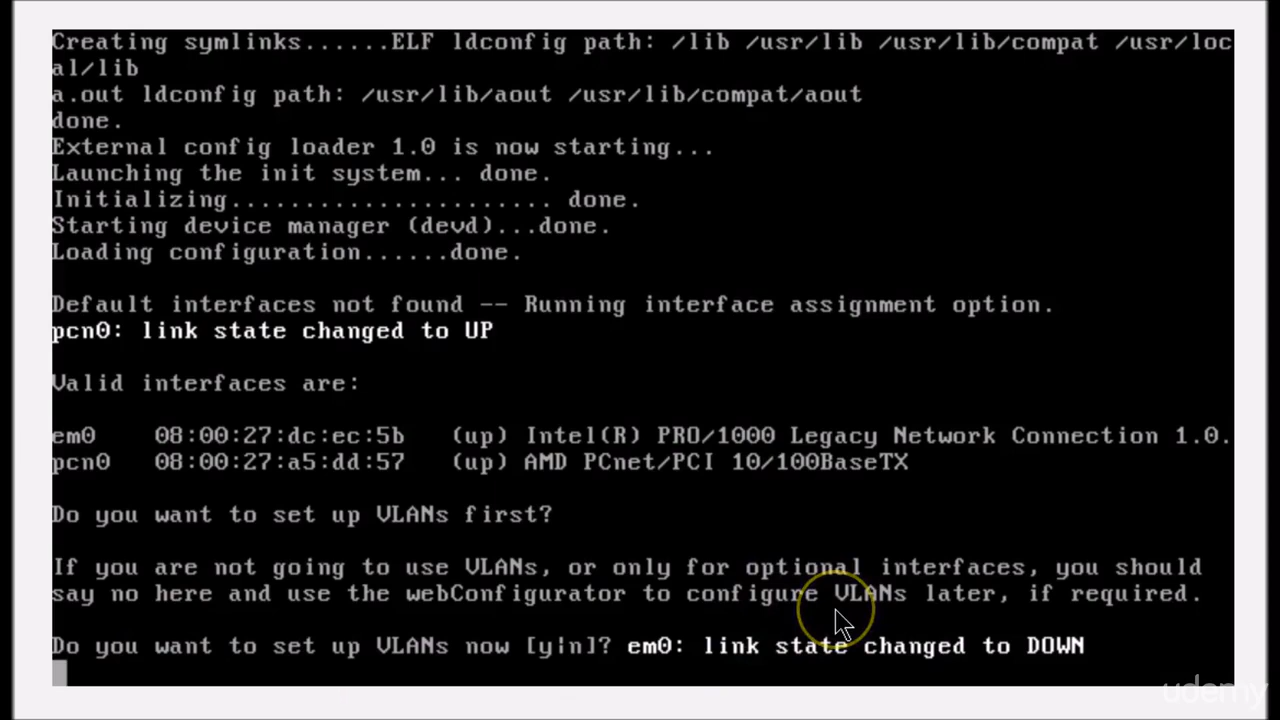 Creating symlinks......ELF ldconfig path: /lib /usr/lib /usr/lib/compat /usr/loc
al/lib
a.out ldconfig path: /usr/lib/aout /usr/lib/compat/aout
done.
External config loader 1.0 is now starting...
Launching the init system... done.
Initializing...................... done.
Starting device manager (devd)...done.
Loading configuration......done.
Default interfaces not found -- Running interface assignment option.
pcn0: link state changed to UP
Valid interfaces are:
em0 08:00:27:dc:ec:5b (up) Intel(R) PRO/1000 Legacy Network Connection 1.0.
pcn0 08:00:27:a5:dd:57 (up) AMD PCnet/PCI 10/100BaseTX
Do you want to set up VLANs first?
If you are not going to use VLANs, or only for optional interfaces, you should
say no here and use the webConfigurator to configure VLANs later, if required.
Do you want to set up VLANs now [y|n]? em0: link state changed to DOWN
udemy